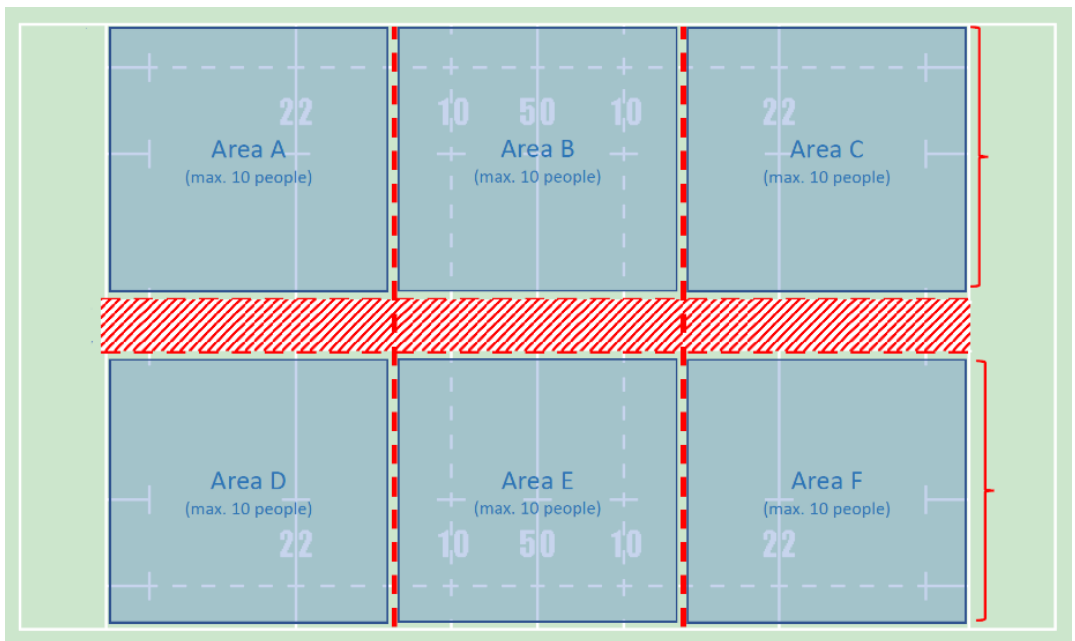 22
10 50 10
22
Area A
(max. 10 people)
Area B
(max. 10 people)
Area C
(max. 10 people)
Area D
(max. 10 people)
Area E
(max. 10 people)
Area F
(max. 10 people)
22
10 50 10
22